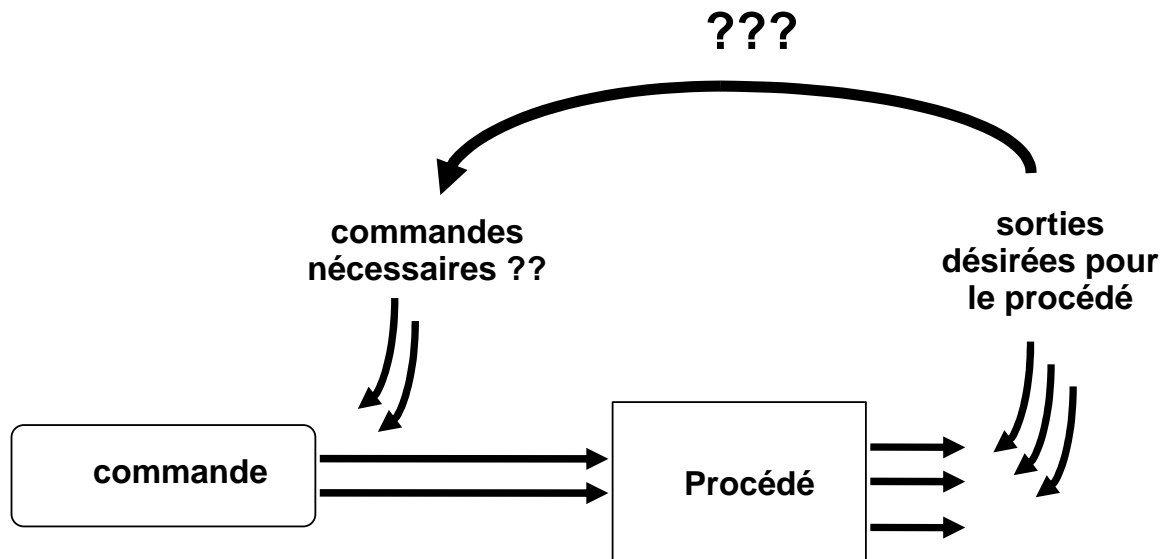 ???
commandes
nécessaires ??
sorties
désirées pour
le procédé
commande
Procédé